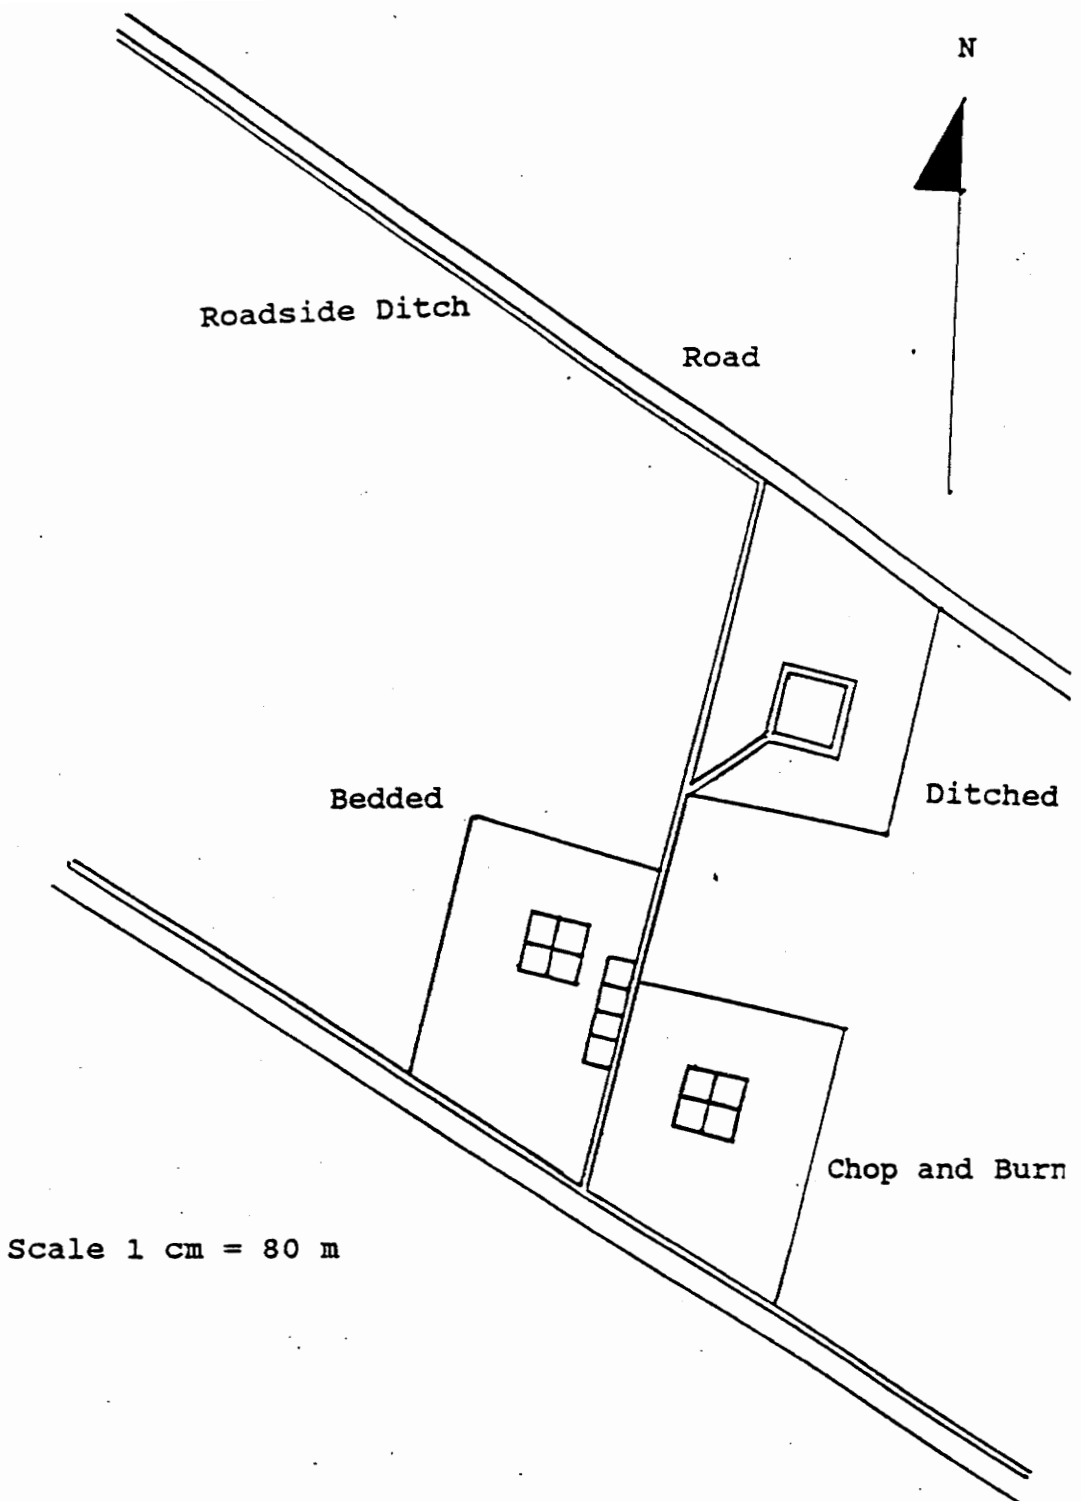 N
Roadside Ditch
Road
Bedded
Ditched
Chop and Burn
Scale 1 cm = 80 m